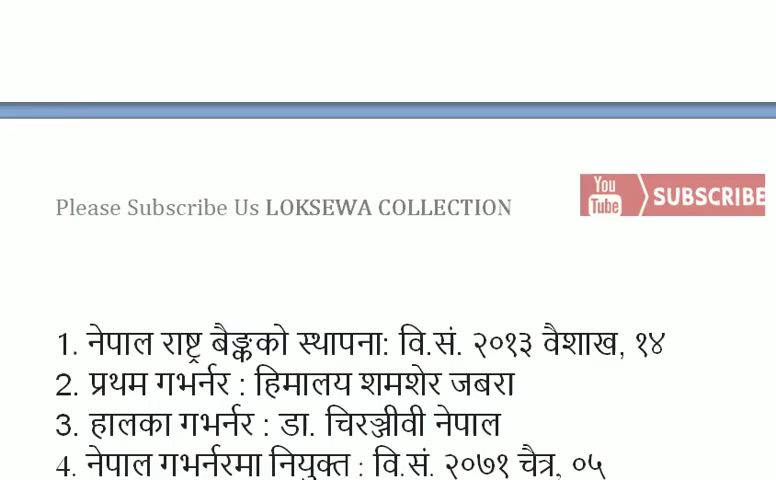 Please Subscribe Us LOKSEWA COLLECTION
You
Tube
SUBSCRIBE
1. नेपाल राष्ट्र बैङ्कको स्थापना: वि.सं. २०१३ वैशाख, १४
2. प्रथम गभर्नर : हिमालय शमशेर जबरा
3. हालका गभर्नर : डा. चिरञ्जीवी नेपाल
4. नेपाल गभर्नरमा नियुक्त : वि.सं. २०७१ चैत्र, ०५